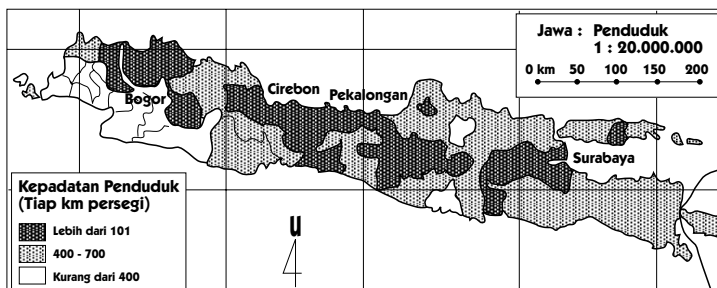 Jawa : Penduduk
1 : 20.000.000
0 km 50 100 150 200
Cirebon
Pekalongan
Bogor
Surabaya
Kepadatan Penduduk
(Tiap km persegi)
Lebih dari 101
400 - 700
Kurang dari 400
u